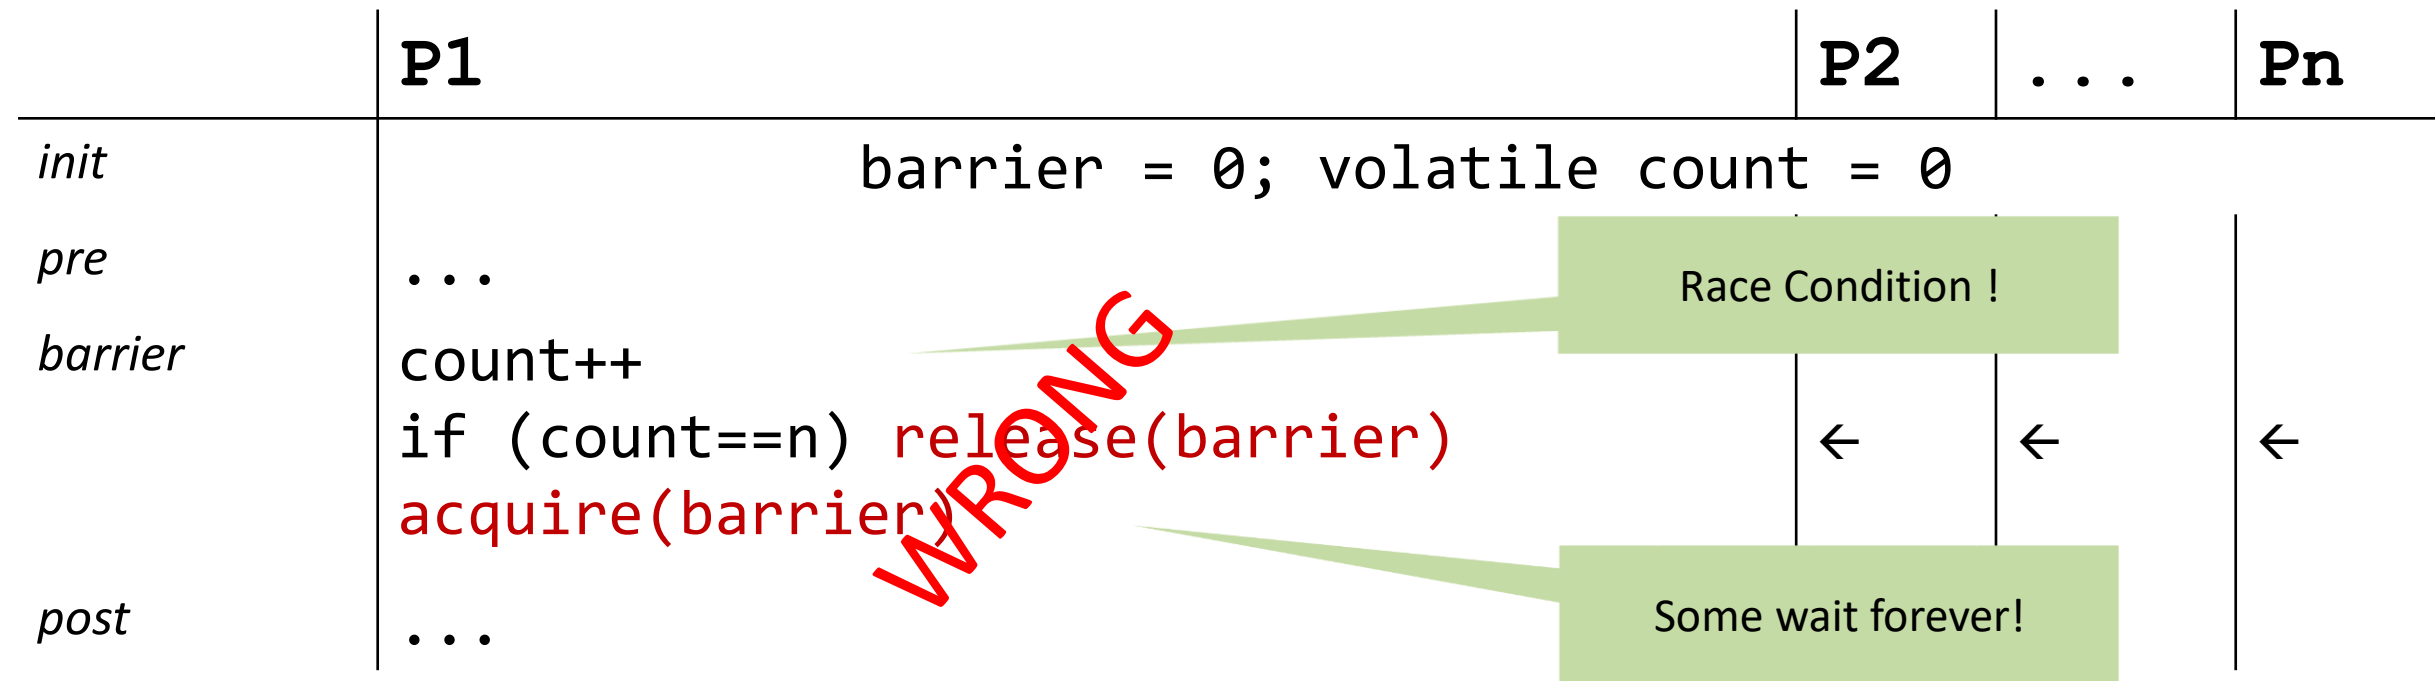 P1 P2 ... Pn
init barrier = 0; volatile count = 0
pre ...
Race Condition !
barrier count++
if (count==n) release(barrier) ← ← ←
acquire(barrier)
WRONG
post ...
Some wait forever!